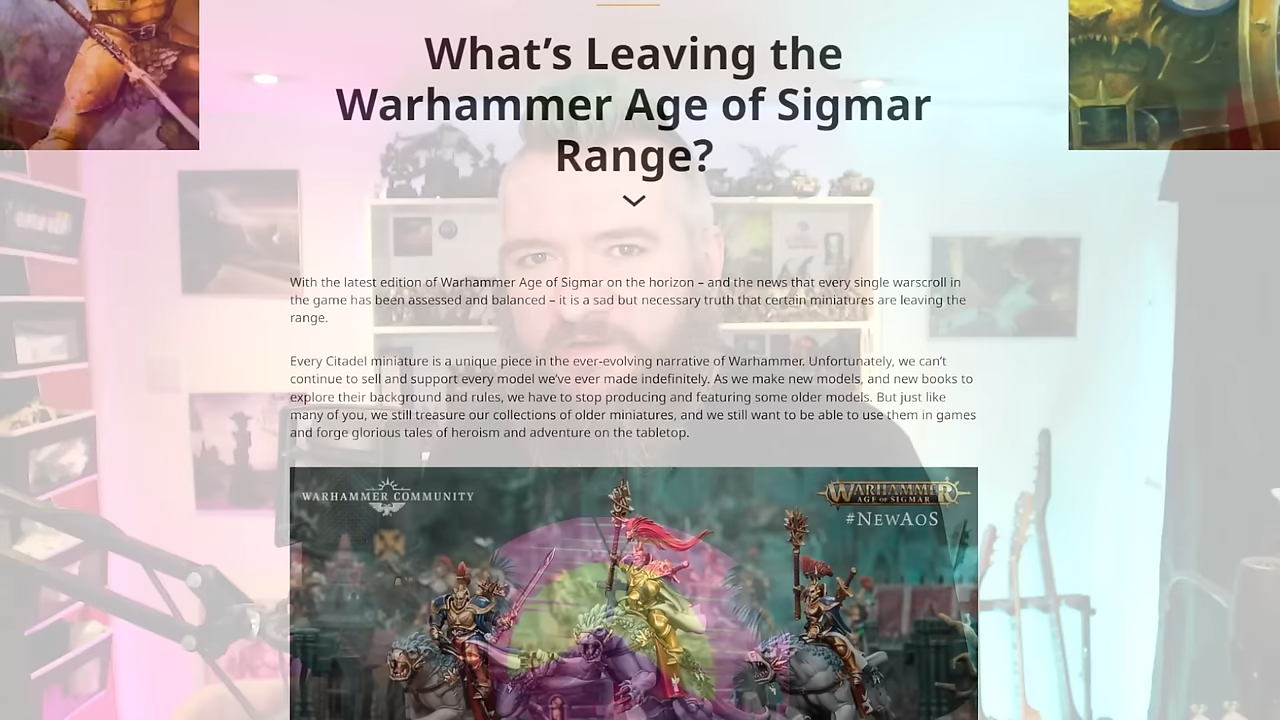 What’s Leaving the
Warhammer Age of Sigmar
Range?
With the latest edition of Warhammer Age of Sigmar on the horizon – and the news that every single warscroll in
the game has been assessed and balanced – it is a sad but necessary truth that certain miniatures are leaving the
range.
Every Citadel miniature is a unique piece in the ever-evolving narrative of Warhammer. Unfortunately, we can’t
continue to sell and support every model we’ve ever made indefinitely. As we make new models, and new books to
explore their background and rules, we have to stop producing and featuring some older models. But just like
many of you, we still treasure our collections of older miniatures, and we still want to be able to use them in games
and forge glorious tales of heroism and adventure on the tabletop.
WARHAMMER COMMUNITY
WARHAMMER
AGE OF SIGMAR
#NEWAOS